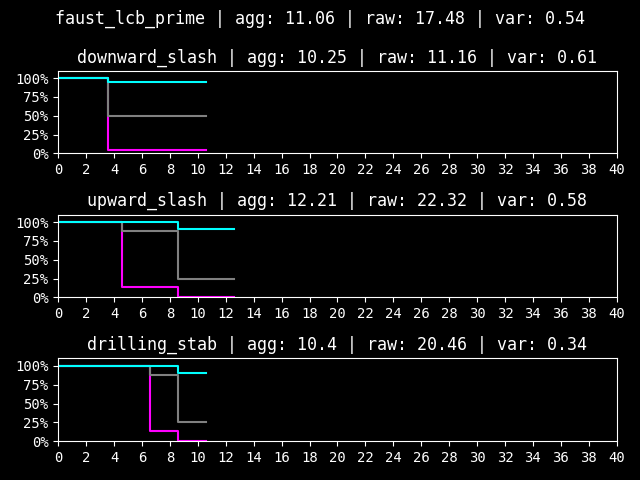 faust_lcb_prime | agg: 11.06 | raw: 17.48 | var: 0.54
downward_slash | agg: 10.25 | raw: 11.16 | var: 0.61
100%
75%
50%
25%
0%
0 2 4 6 8 10 12 14 16 18 20 22 24 26 28 30 32 34 36 38 40
upward_slash | agg: 12.21 | raw: 22.32 | var: 0.58
100%
75%
50%
25%
0%
0 2 4 6 8 10 12 14 16 18 20 22 24 26 28 30 32 34 36 38 40
drilling_stab | agg: 10.4 | raw: 20.46 | var: 0.34
100%
75%
50%
25%
0%
0 2 4 6 8 10 12 14 16 18 20 22 24 26 28 30 32 34 36 38 40